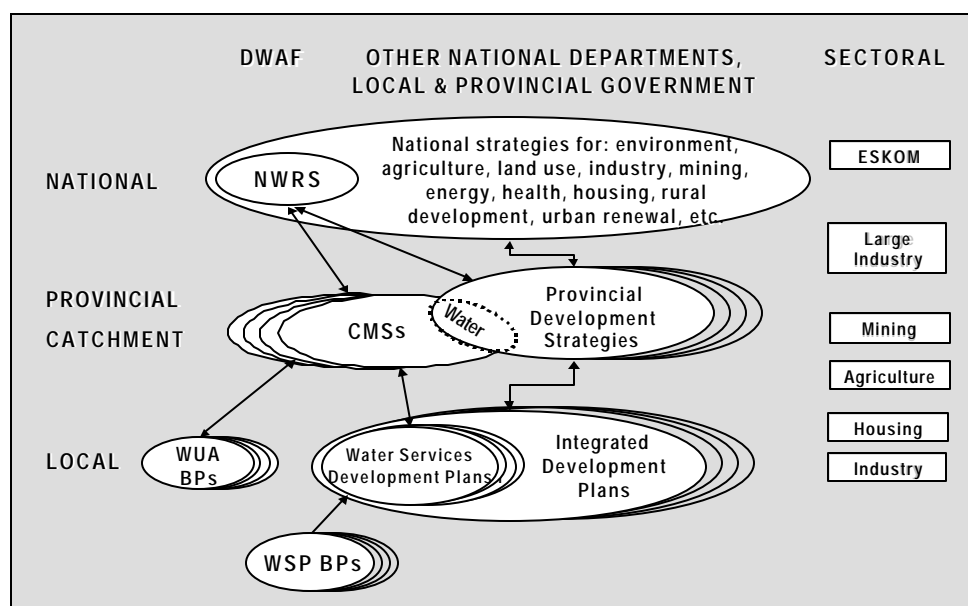 DWAF
OTHER NATIONAL DEPARTMENTS,
LOCAL & PROVINCIAL GOVERNMENT
SECTORAL
NATIONAL
NWRS
National strategies for: environment,
agriculture, land use, industry, mining,
energy, health, housing, rural
development, urban renewal, etc.
ESKOM
Large
Industry
PROVINCIAL
CATCHMENT
CMSs
Water
Provincial
Development
Strategies
Mining
Agriculture
LOCAL
WUA
BPs
Water Services
Development Plans
Integrated
Development
Plans
Housing
Industry
WSP BPs